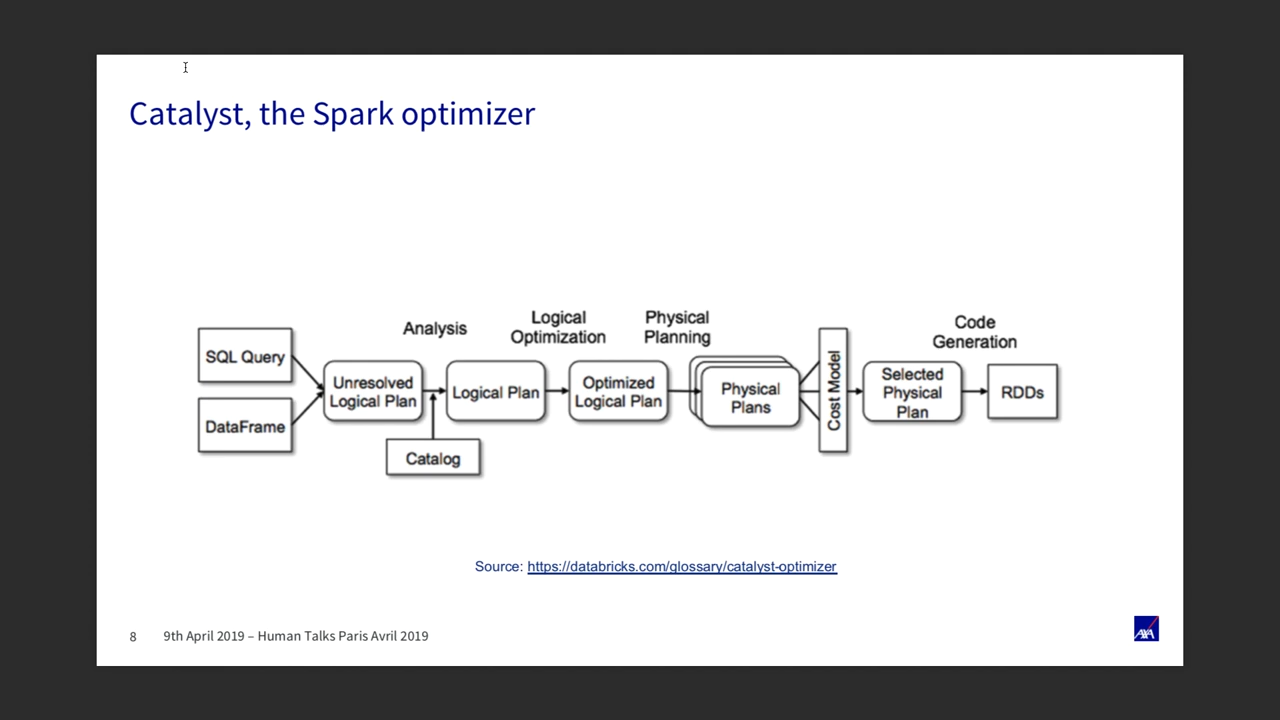 Catalyst, the Spark optimizer
SQL Query
DataFrame
Unresolved
Logical Plan
Analysis
Catalog
Logical Plan
Logical
Optimization
Optimized
Logical Plan
Physical
Planning
Physical
Plans
Cost Model
Selected
Physical
Plan
Code
Generation
RDDs
Source: https://databricks.com/glossary/catalyst-optimizer
8 9th April 2019 – Human Talks Paris Avril 2019
AXA